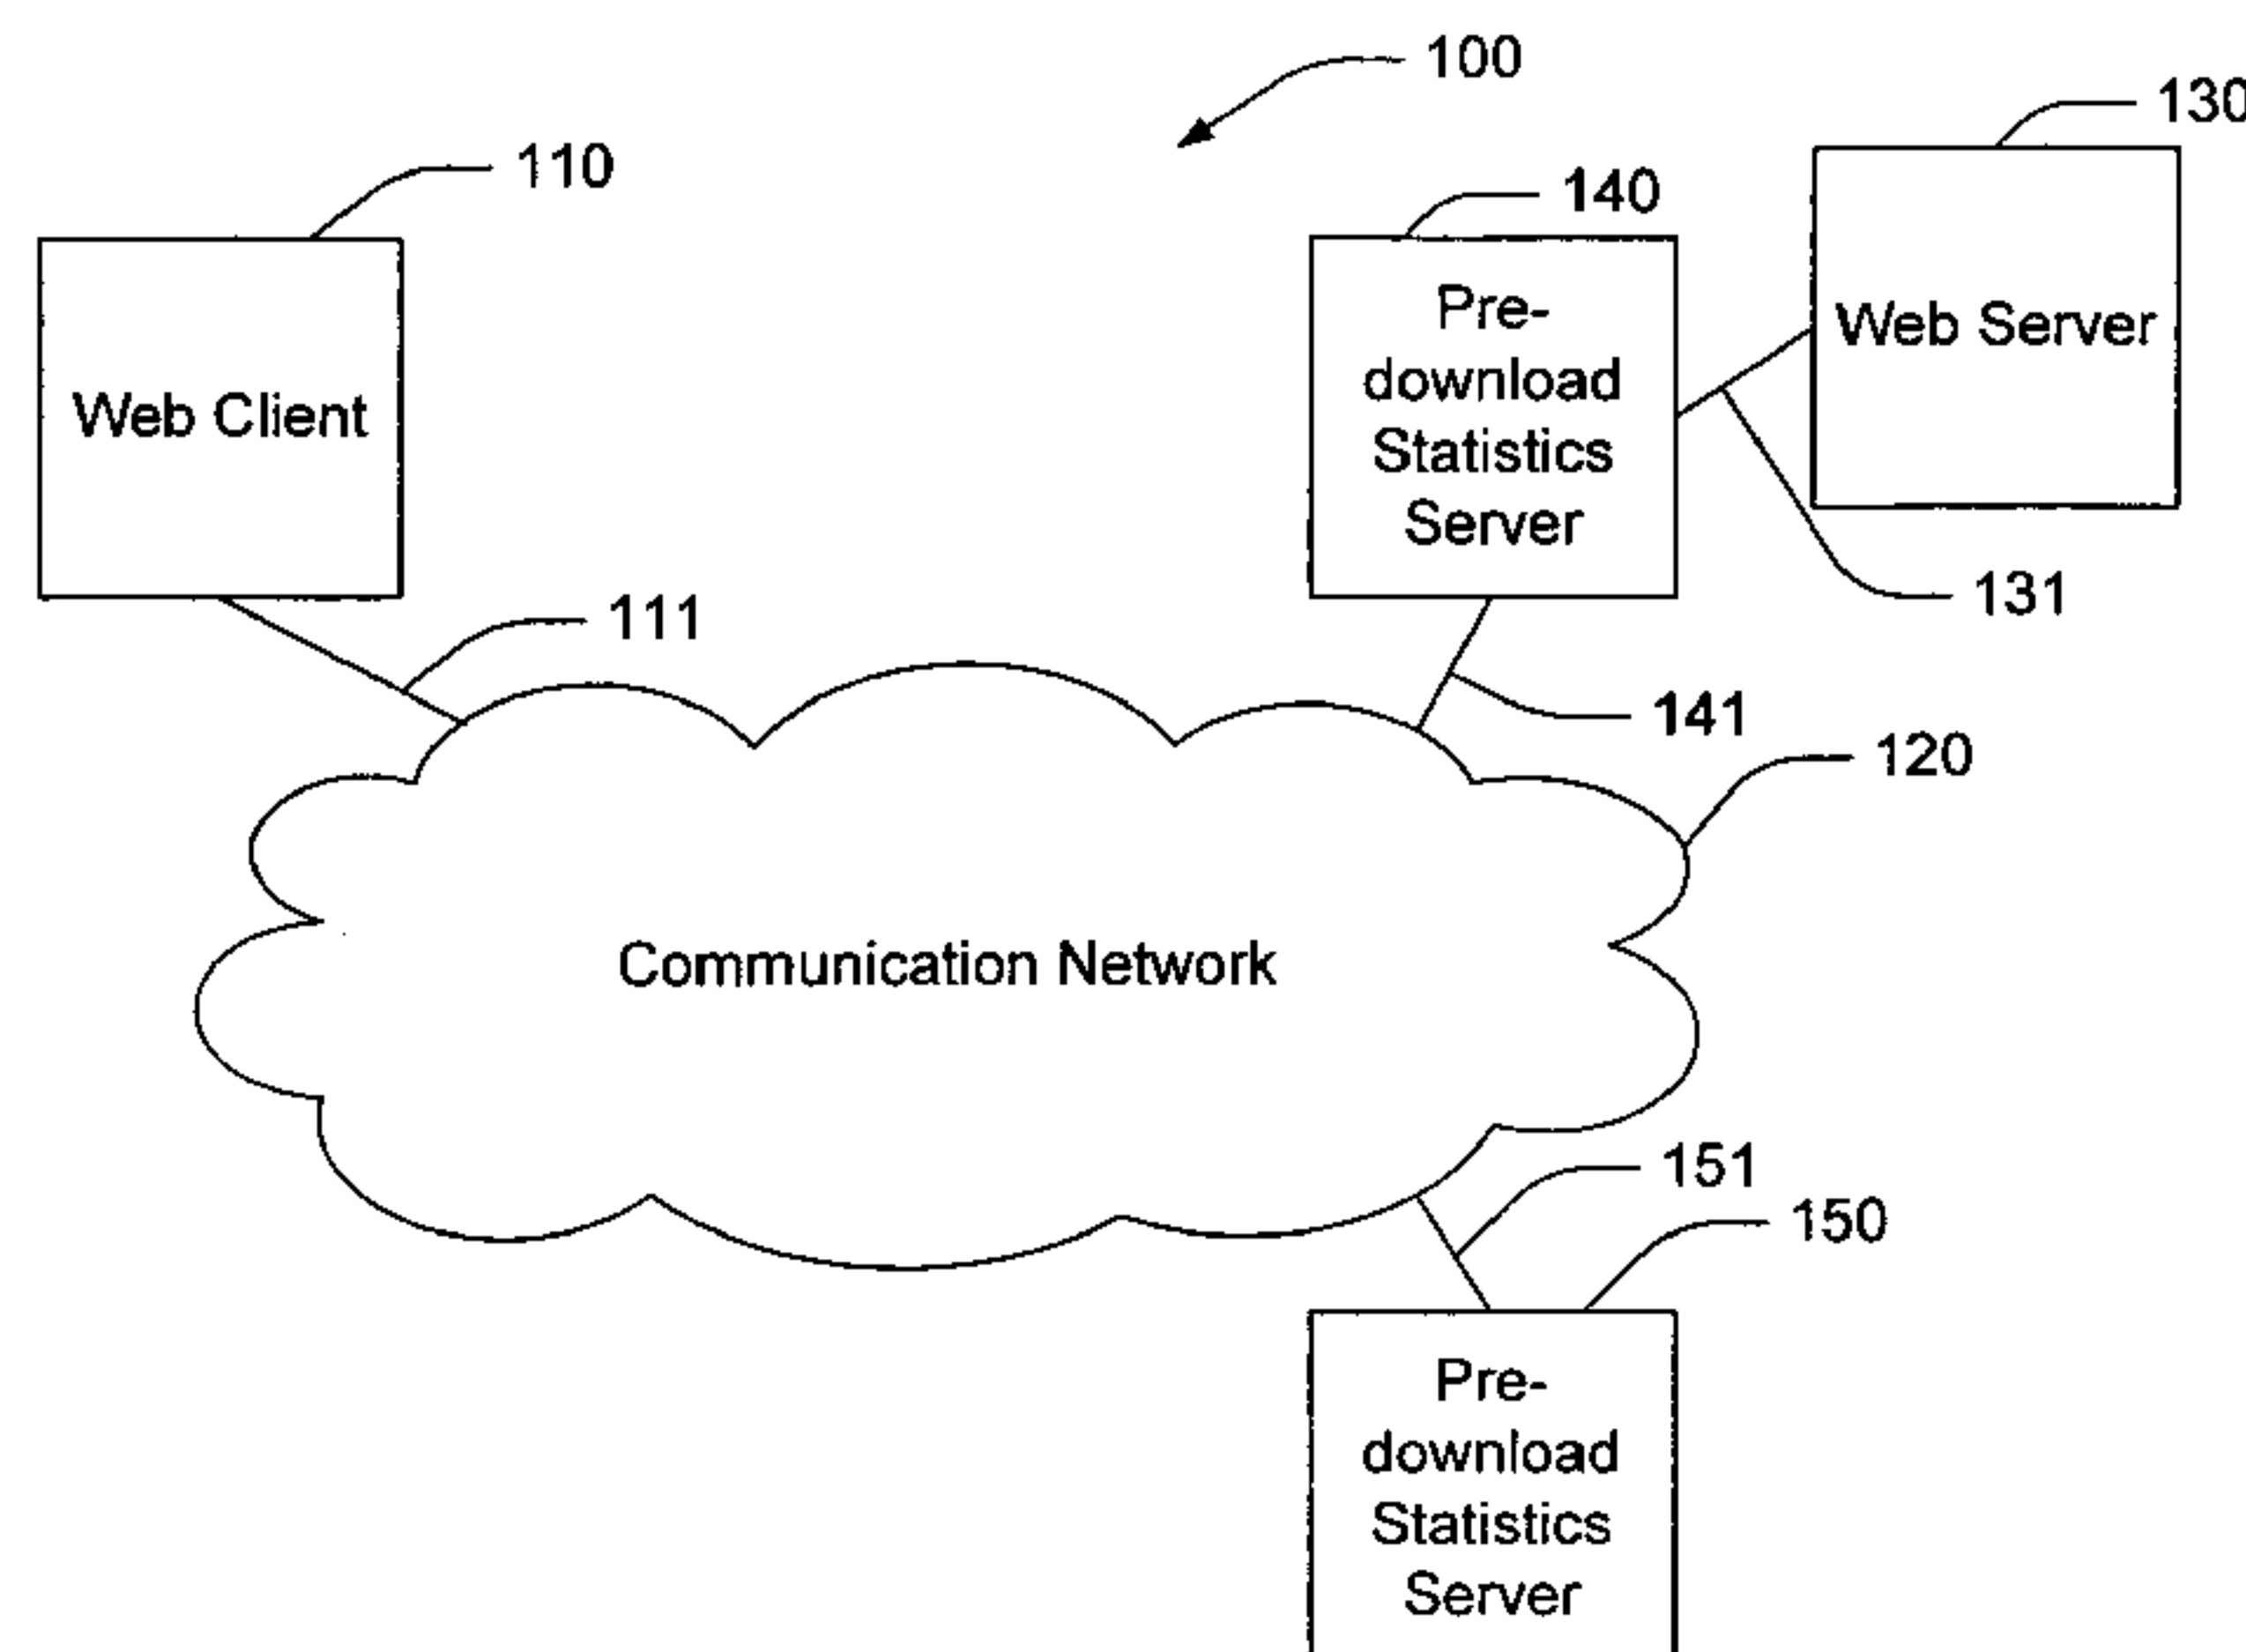 100
130
110
140
Web Client
Pre-
download
Statistics
Server
Web Server
131
111
141
120
Communication Network
151
150
Pre-
download
Statistics
Server